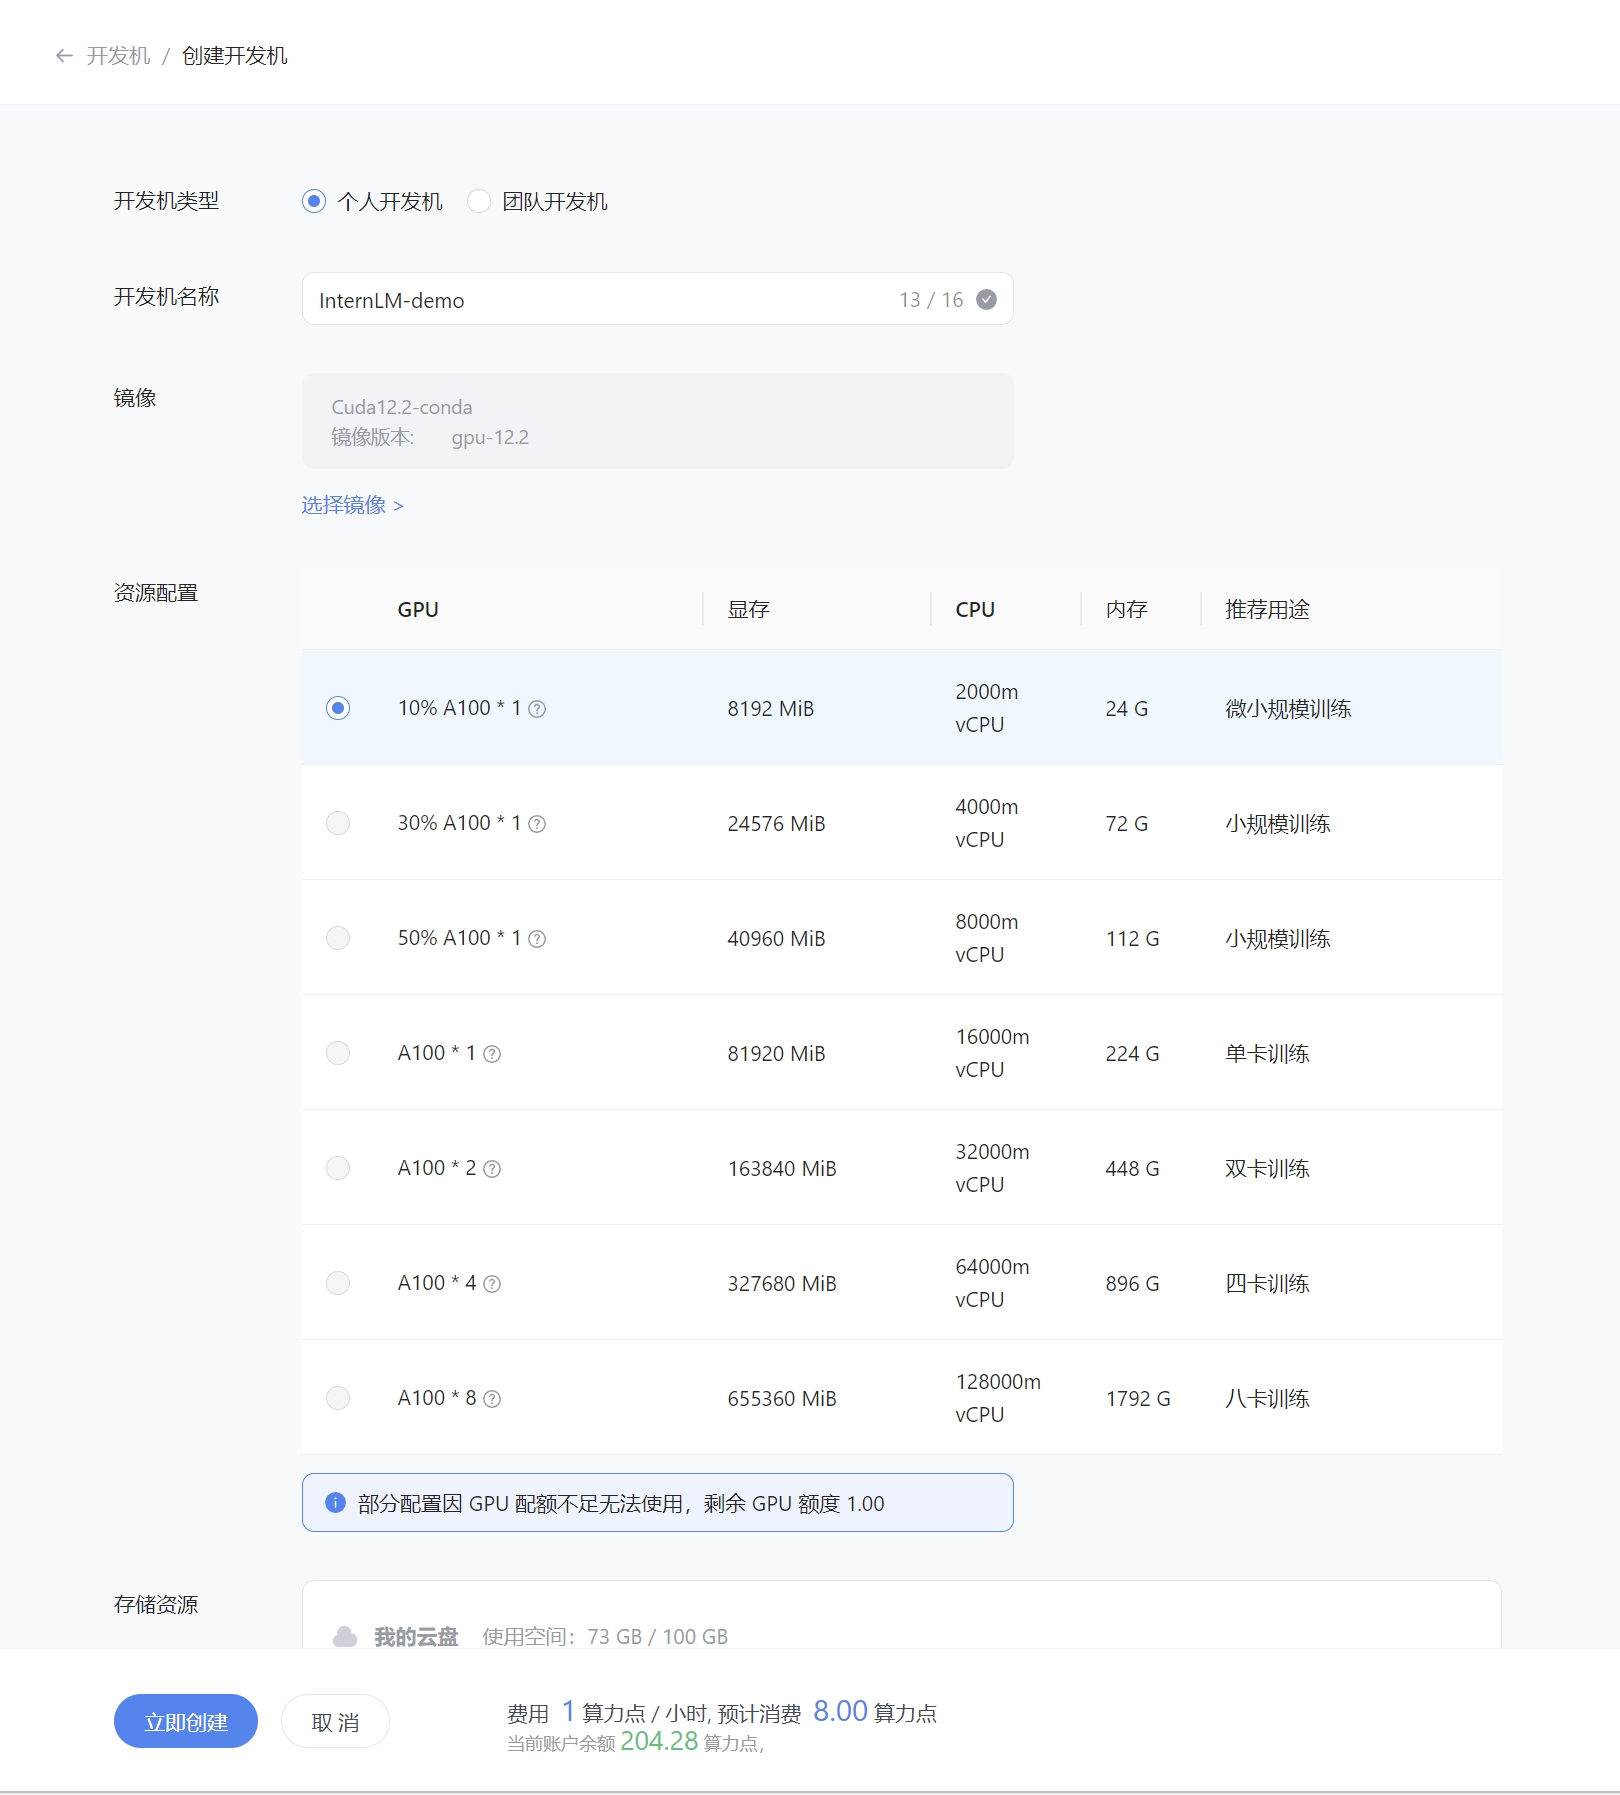 ← 开发机 / 创建开发机
开发机类型 个人开发机 团队开发机
开发机名称 InternLM-demo 13 / 16
镜像 Cuda12.2-conda
镜像版本: gpu-12.2
选择镜像 >
资源配置
GPU 显存 CPU 内存 推荐用途
10% A100 * 1 8192 MiB 2000m vCPU 24 G 微小规模训练
30% A100 * 1 24576 MiB 4000m vCPU 72 G 小规模训练
50% A100 * 1 40960 MiB 8000m vCPU 112 G 小规模训练
A100 * 1 81920 MiB 16000m vCPU 224 G 单卡训练
A100 * 2 163840 MiB 32000m vCPU 448 G 双卡训练
A100 * 4 327680 MiB 64000m vCPU 896 G 四卡训练
A100 * 8 655360 MiB 128000m vCPU 1792 G 八卡训练
部分配置因 GPU 配额不足无法使用，剩余 GPU 额度 1.00
存储资源
我的云盘 使用空间：73 GB / 100 GB
立即创建 取 消
费用 1 算力点 / 小时, 预计消费 8.00 算力点
当前账户余额 204.28 算力点,